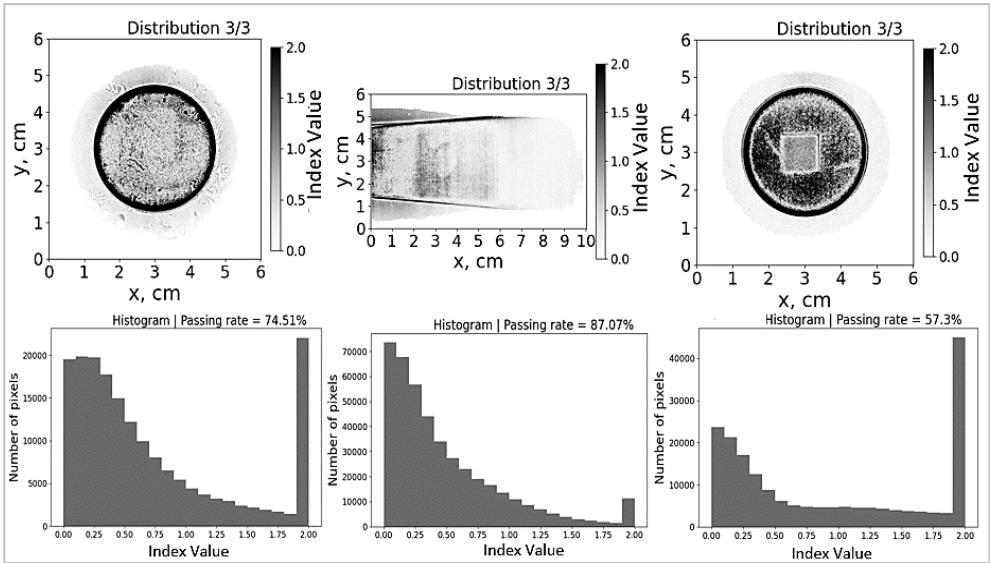 Distribution 3/3
6
5
4
3
2
1
0
y, cm
0 1 2 3 4 5 6
x, cm
2.0
1.5
1.0
0.5
0.0
Index Value
Distribution 3/3
6
5
4
3
2
1
0
y, cm
0 1 2 3 4 5 6 7 8 9 10
x, cm
2.0
1.5
1.0
0.5
0.0
Index Value
Distribution 3/3
6
5
4
3
2
1
0
y, cm
0 1 2 3 4 5 6
x, cm
2.0
1.5
1.0
0.5
0.0
Index Value
Histogram | Passing rate = 74.51%
20000
15000
10000
5000
0
Number of pixels
0.00 0.25 0.50 0.75 1.00 1.25 1.50 1.75 2.00
Index Value
Histogram | Passing rate = 87.07%
70000
60000
50000
40000
30000
20000
10000
0
Number of pixels
0.00 0.25 0.50 0.75 1.00 1.25 1.50 1.75 2.00
Index Value
Histogram | Passing rate = 57.3%
40000
30000
20000
10000
0
Number of pixels
0.00 0.25 0.50 0.75 1.00 1.25 1.50 1.75 2.00
Index Value